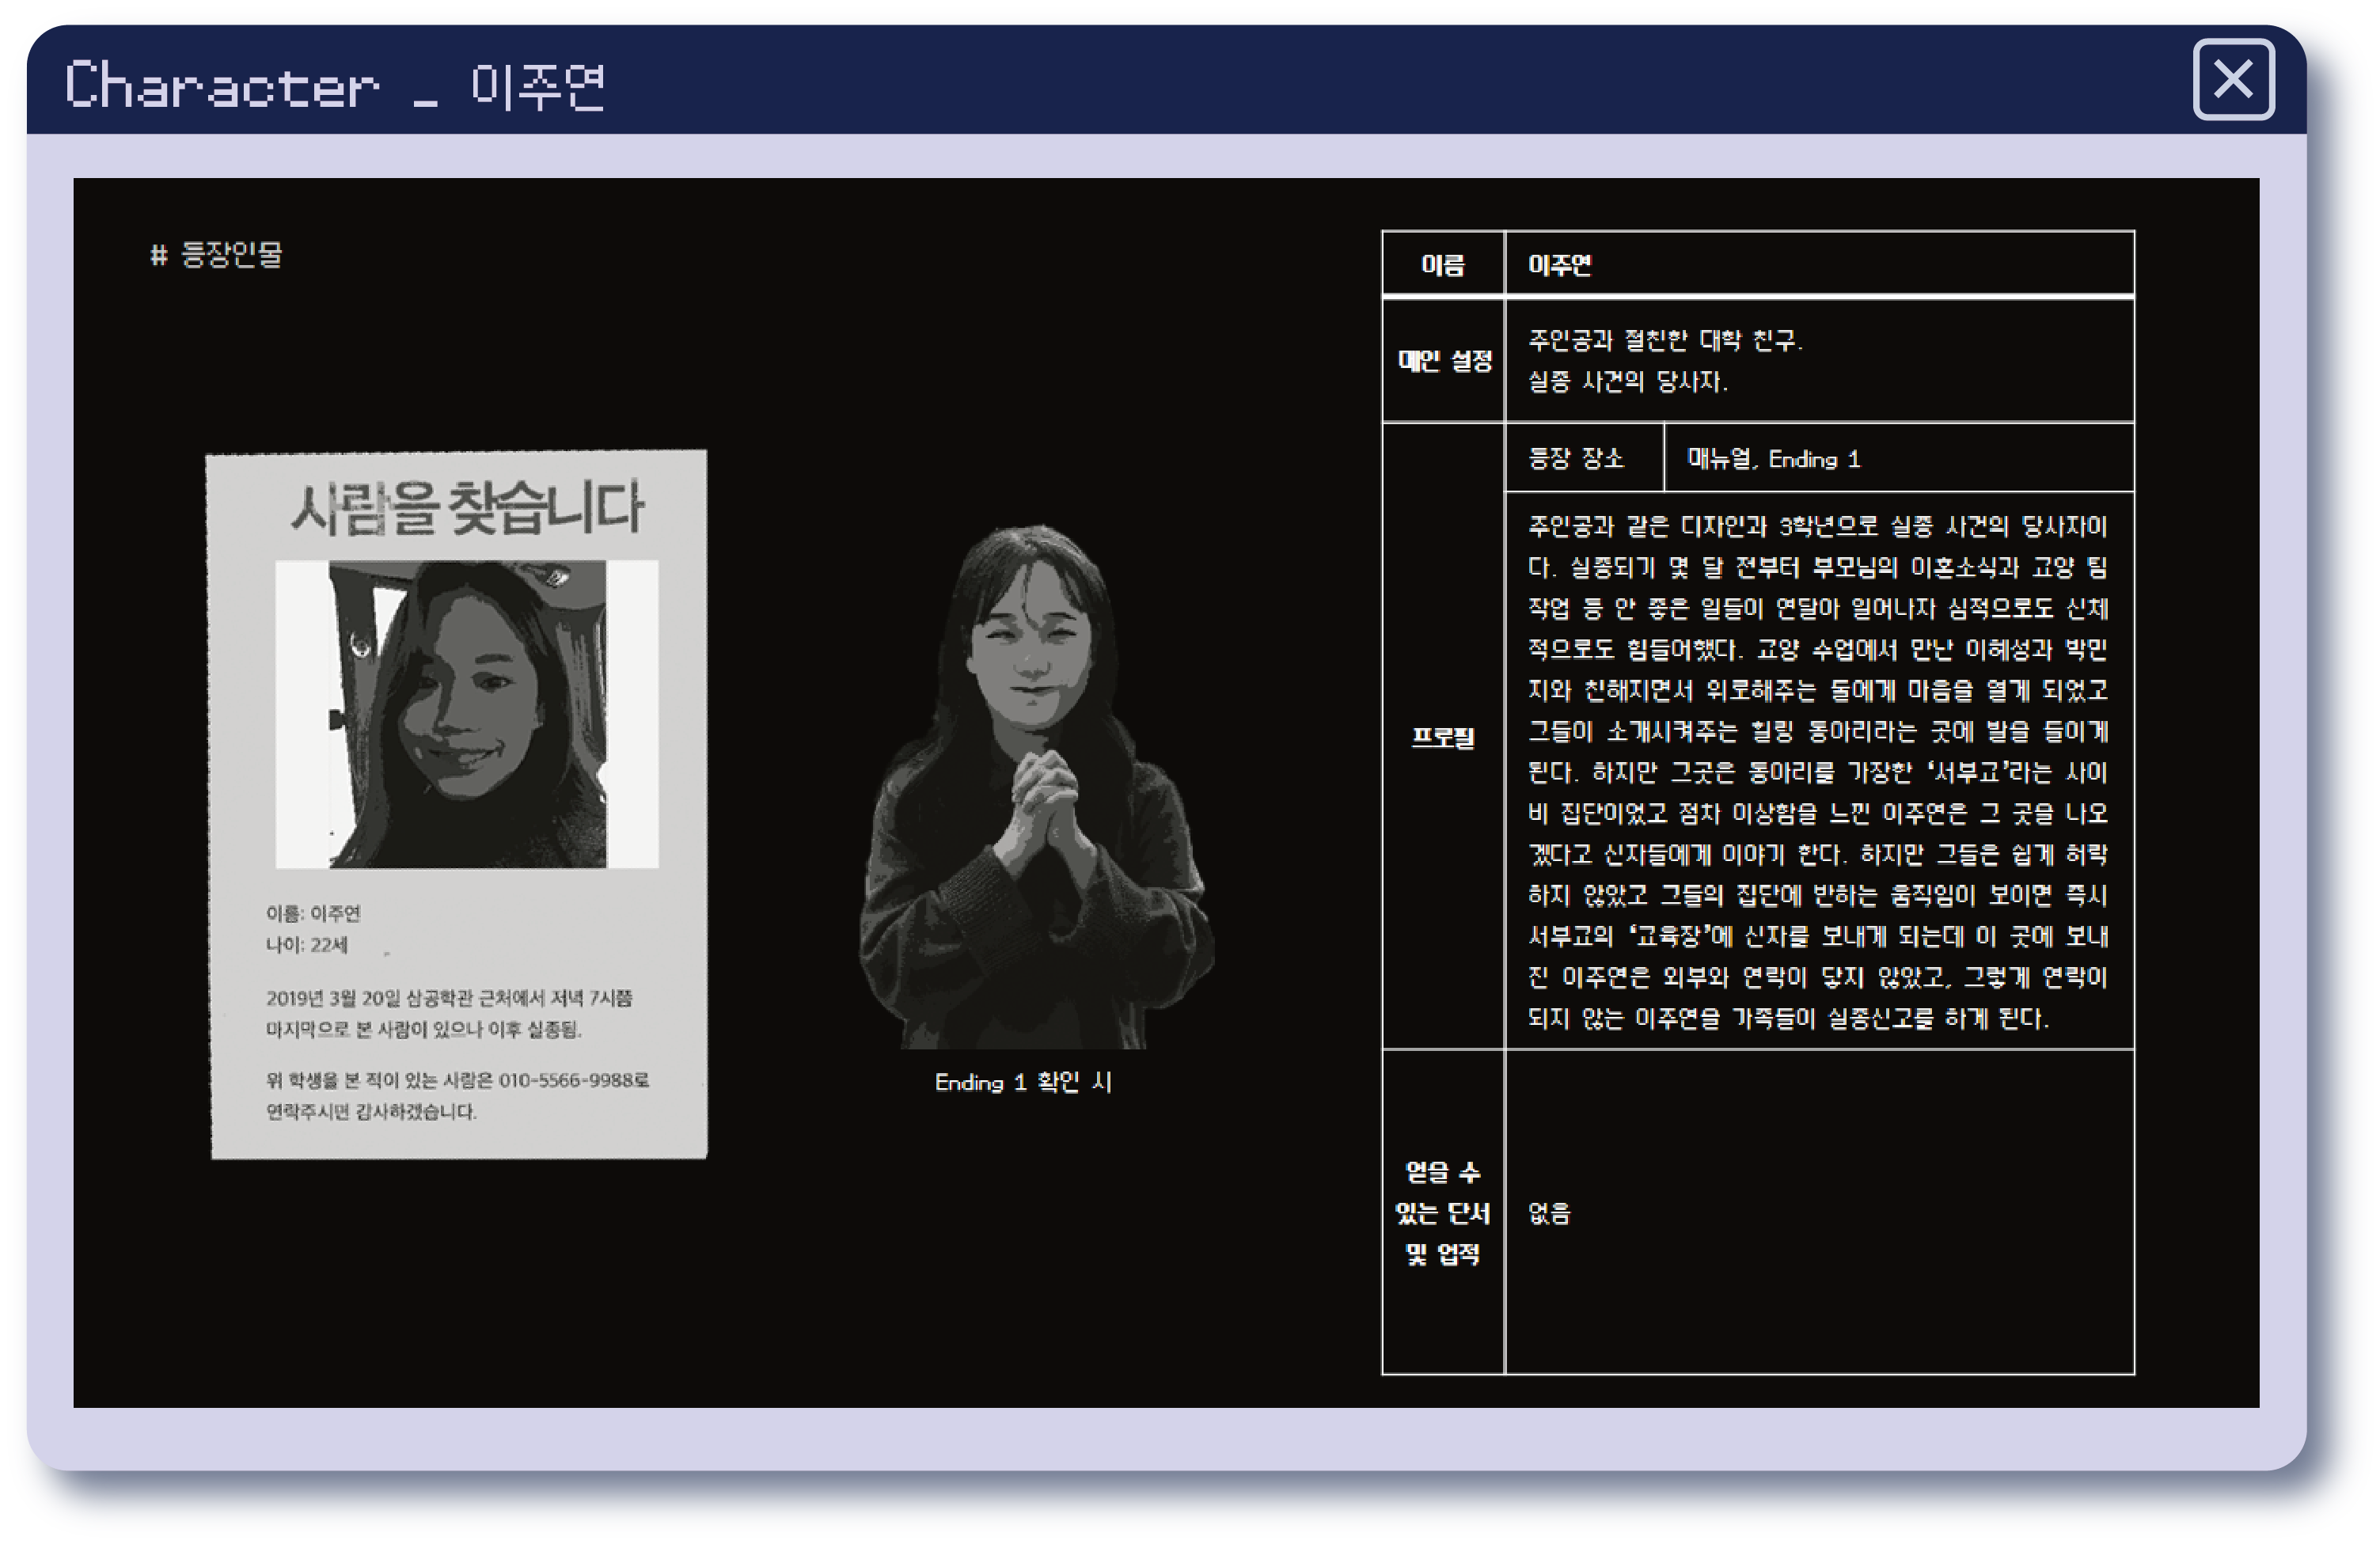 Character _ 이주연
# 등장인물
사람을 찾습니다
이름: 이주연
나이: 22세
2019년 3월 20일 삼공학관 근처에서 저녁 7시쯤
마지막으로 본 사람이 있으나 이후 실종됨.
위 학생을 본 적이 있는 사람은 010-5566-9988로
연락주시면 감사하겠습니다.
Ending 1 확인 시
이름
이주연
메인 설정
주인공과 절친한 대학 친구.
실종 사건의 당사자.
프로필
등장 장소
매뉴얼, Ending 1
주인공과 같은 디자인과 3학년으로 실종 사건의 당사자이
다. 실종되기 몇 달 전부터 부모님의 이혼소식과 교양 팀
작업 등 안 좋은 일들이 연달아 일어나자 심적으로도 신체
적으로도 힘들어했다. 교양 수업에서 만난 이혜성과 박민
지와 친해지면서 위로해주는 둘에게 마음을 열게 되었고
그들이 소개시켜주는 힐링 동아리라는 곳에 발을 들이게
된다. 하지만 그곳은 동아리를 가장한 ‘서부교’라는 사이
비 집단이었고 점차 이상함을 느낀 이주연은 그 곳을 나오
겠다고 신자들에게 이야기 한다. 하지만 그들은 쉽게 허락
하지 않았고 그들의 집단에 반하는 움직임이 보이면 즉시
서부교의 ‘교육장’에 신자를 보내게 되는데 이 곳에 보내
진 이주연은 외부와 연락이 닿지 않았고, 그렇게 연락이
되지 않는 이주연을 가족들이 실종신고를 하게 된다.
얻을 수
있는 단서
및 업적
없음